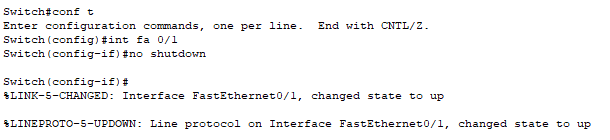 Switch#conf t
Enter configuration commands, one per line.  End with CNTL/Z.
Switch(config)#int fa 0/1
Switch(config-if)#no shutdown
Switch(config-if)#
%LINK-5-CHANGED: Interface FastEthernet0/1, changed state to up
%LINEPROTO-5-UPDOWN: Line protocol on Interface FastEthernet0/1, changed state to up